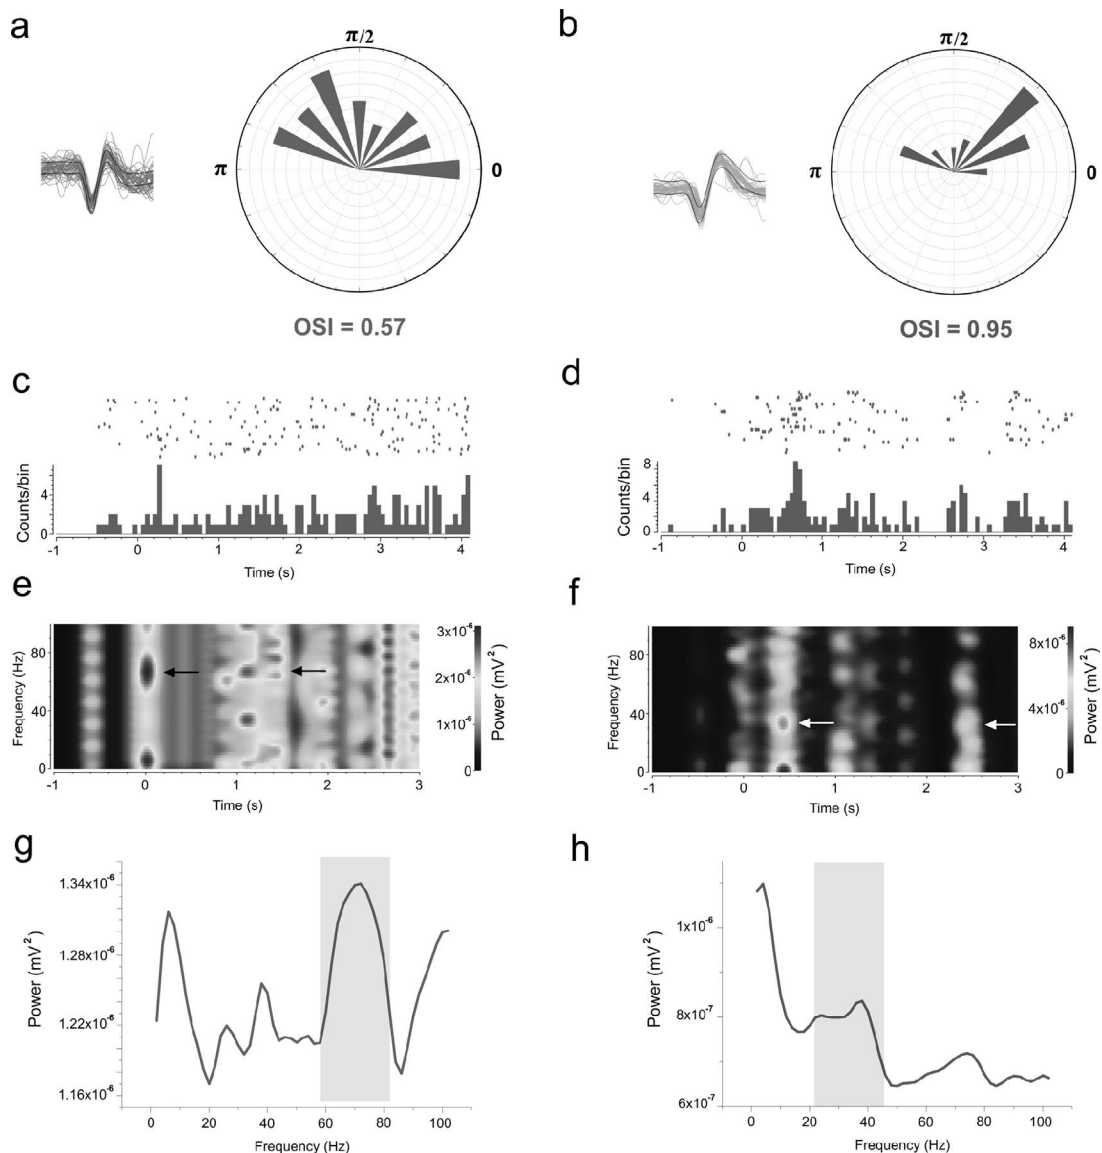 a
π/2
π
0
OSI = 0.57
b
π/2
π
0
OSI = 0.95
c
Counts/bin
4
0
-1 0 1 2 3 4
Time (s)
d
Counts/bin
8
4
0
-1 0 1 2 3 4
Time (s)
e
Frequency (Hz)
80
40
0
-1 0 1 2 3
Time (s)
3x10⁻⁶
2x10⁻⁶
1x10⁻⁶
0
Power (mV²)
f
Frequency (Hz)
80
40
0
-1 0 1 2 3
Time (s)
8x10⁻⁶
4x10⁻⁶
0
Power (mV²)
g
Power (mV²)
1.34x10⁻⁶
1.28x10⁻⁶
1.22x10⁻⁶
1.16x10⁻⁶
0 20 40 60 80 100
Frequency (Hz)
h
Power (mV²)
1x10⁻⁶
8x10⁻⁷
6x10⁻⁷
0 20 40 60 80 100
Frequency (Hz)